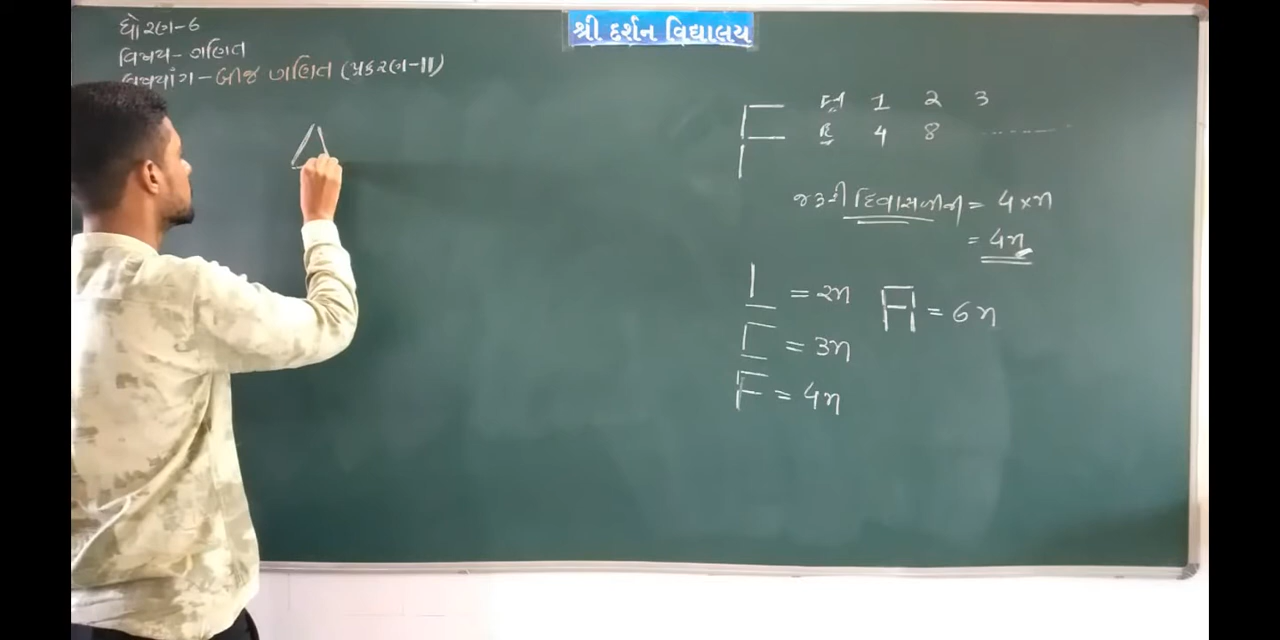 શ્રી દર્શન વિદ્યાલય
ધોરણ-6
વિષય- ગણિત
- બીજ ગણિત (પ્રકરણ-11)
1 2 3
4 8 ..........
જરૂરી દિવાસળીની = 4 × n
= 4n
= 2n
= 3n
F = 4n
A = 6n